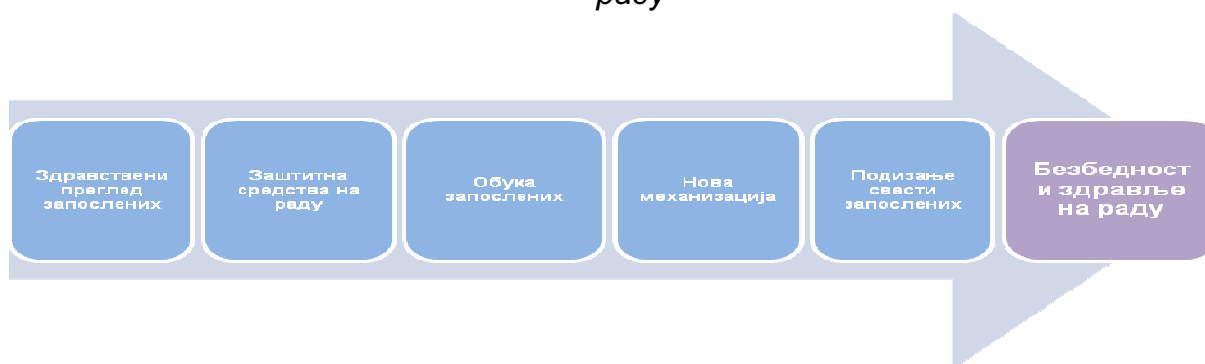 раду
Здравствени
преглед
запослених
Заштитна
средства на
раду
Обука
запослених
Нова
механизација
Подизање
свести
запослених
Безбедност
и здравље
на раду